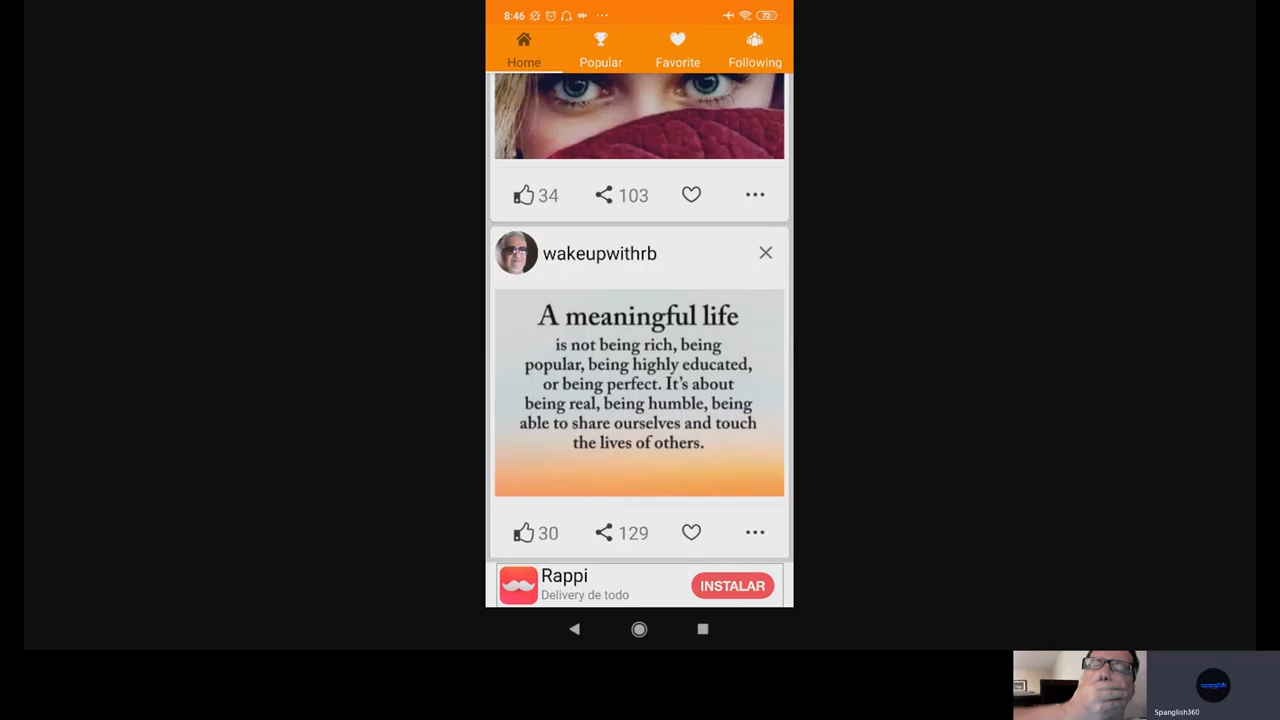 8:46
72
Home
Popular
Favorite
Following
34
103
wakeupwithrb
A meaningful life
is not being rich, being
popular, being highly educated,
or being perfect. It's about
being real, being humble, being
able to share ourselves and touch
the lives of others.
30
129
Rappi
Delivery de todo
INSTALAR
spanglish
Spanglish360